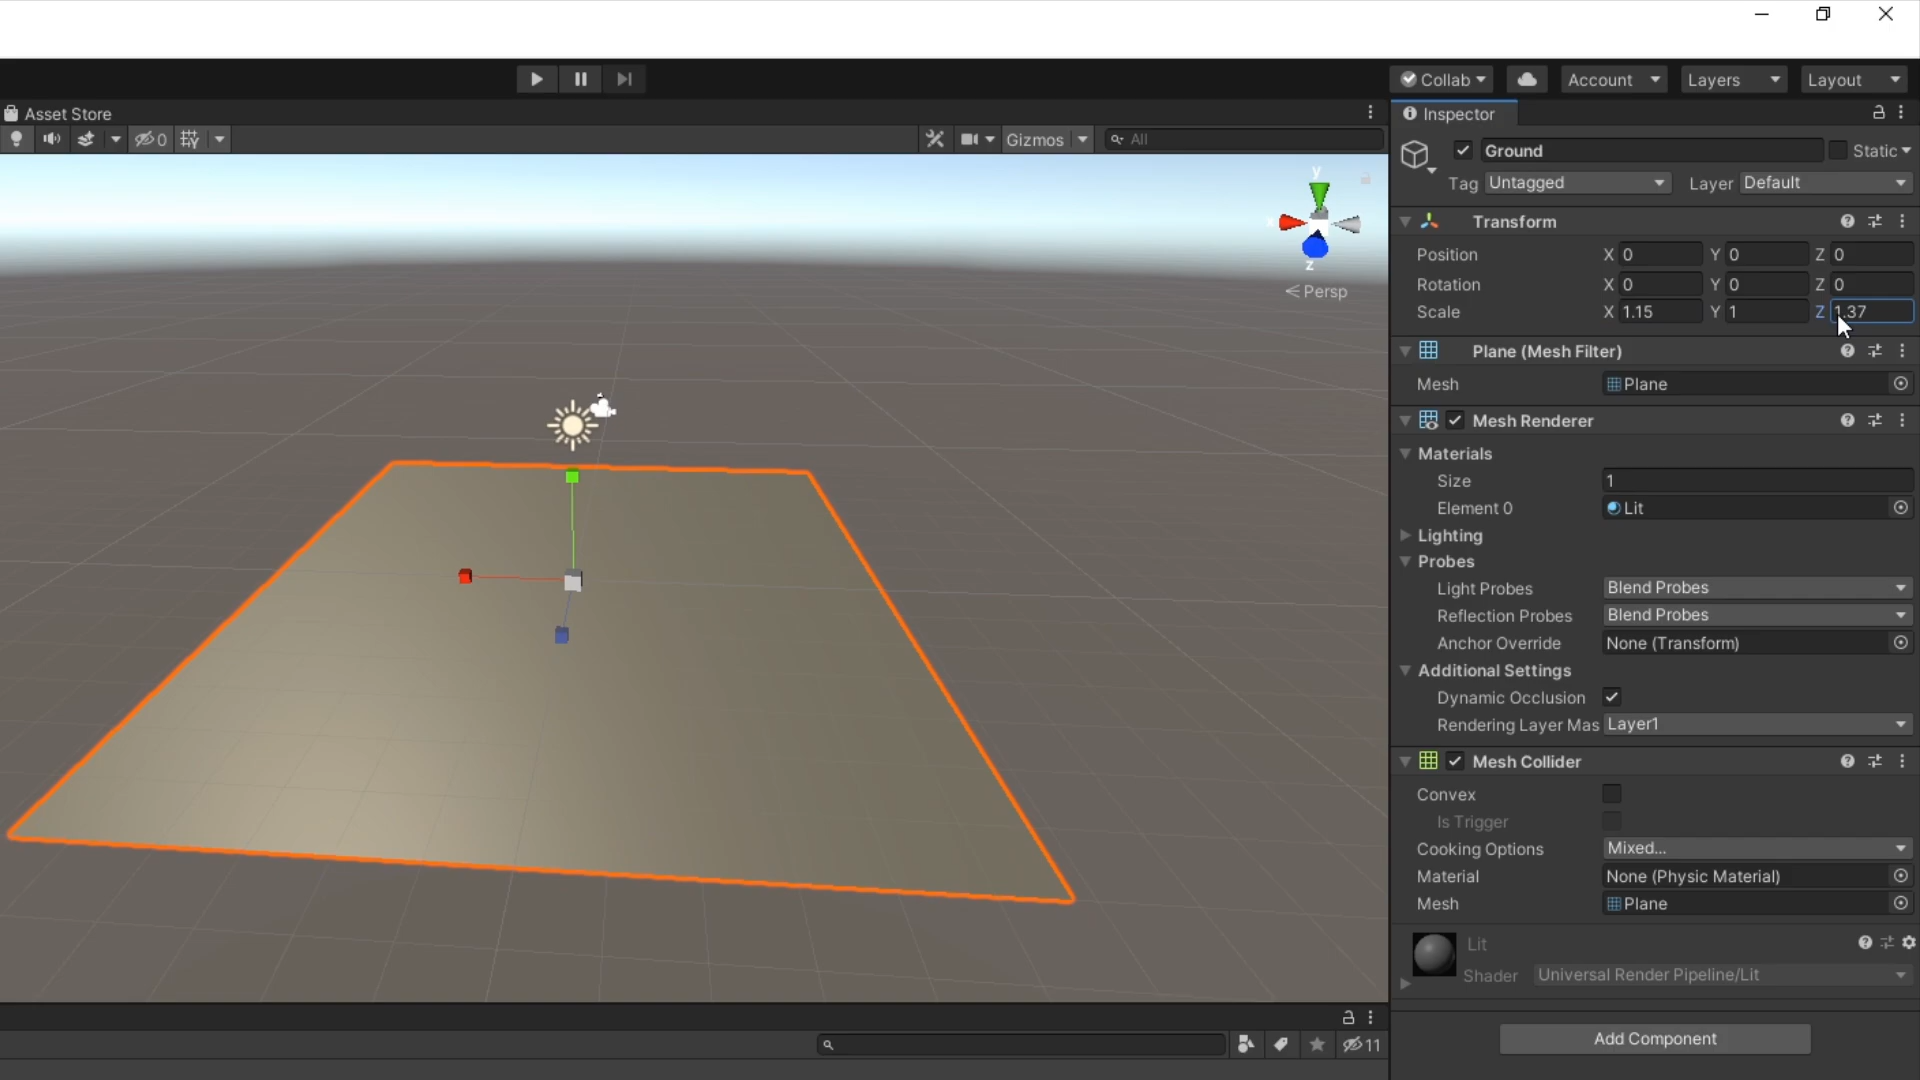 Collab Account Layers Layout
Asset Store
Inspector
0 Gizmos All
Ground Static
Tag Untagged Layer Default
y
x
z
< Persp
Transform
Position X 0 Y 0 Z 0
Rotation X 0 Y 0 Z 0
Scale X 1.15 Y 1 Z 1.37
Plane (Mesh Filter)
Mesh Plane
Mesh Renderer
Materials
Size 1
Element 0 Lit
Lighting
Probes
Light Probes Blend Probes
Reflection Probes Blend Probes
Anchor Override None (Transform)
Additional Settings
Dynamic Occlusion
Rendering Layer Mas Layer1
Mesh Collider
Convex
Is Trigger
Cooking Options Mixed...
Material None (Physic Material)
Mesh Plane
Lit
Shader Universal Render Pipeline/Lit
11
Add Component